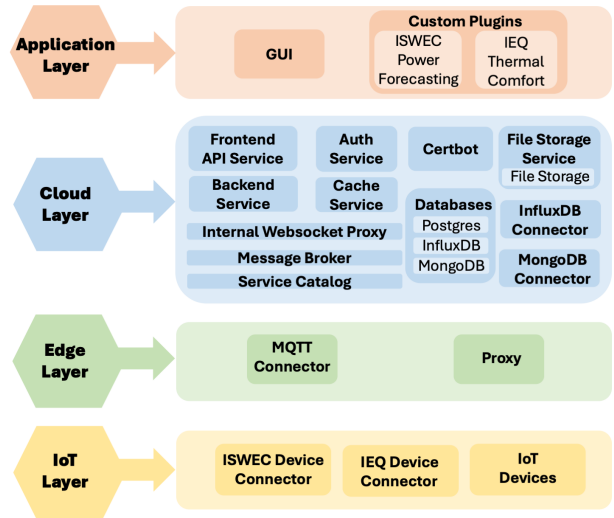 Application
Layer
GUI
Custom Plugins
ISWEC
Power
Forecasting
IEQ
Thermal
Comfort
Cloud
Layer
Frontend
API Service
Auth
Service
Certbot
File Storage
Service
File Storage
Backend
Service
Cache
Service
Databases
Postgres
InfluxDB
MongoDB
InfluxDB
Connector
MongoDB
Connector
Internal Websocket Proxy
Message Broker
Service Catalog
Edge
Layer
MQTT
Connector
Proxy
IoT
Layer
ISWEC Device
Connector
IEQ Device
Connector
IoT
Devices